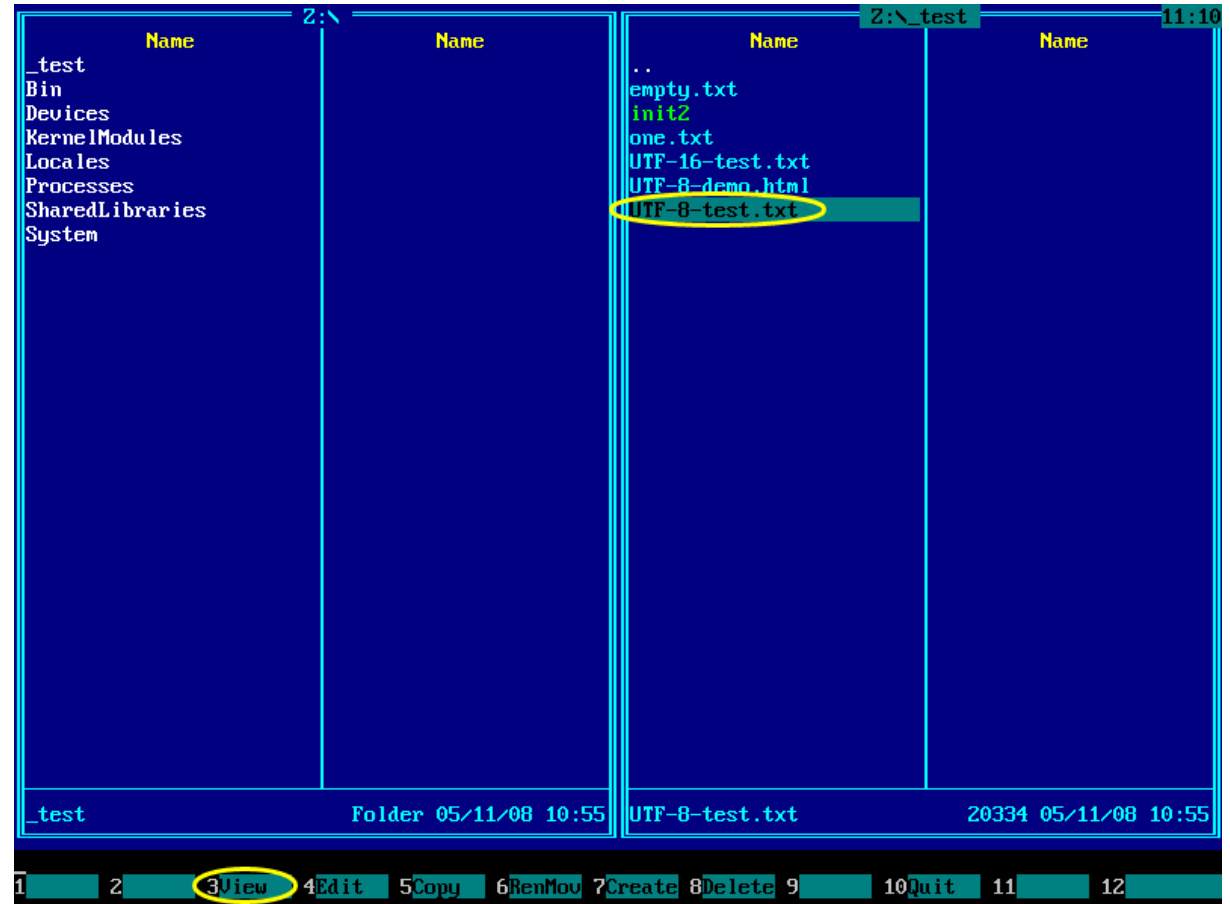 Z:\
Name Name
_test
Bin
Devices
KernelModules
Locales
Processes
SharedLibraries
System
_test Folder 05/11/08 10:55
Z:\_test 11:10
Name Name
..
empty.txt
init2
one.txt
UTF-16-test.txt
UTF-8-demo.html
UTF-8-test.txt
UTF-8-test.txt 20334 05/11/08 10:55
1 2 3View 4Edit 5Copy 6RenMov 7Create 8Delete 9 10Quit 11 12